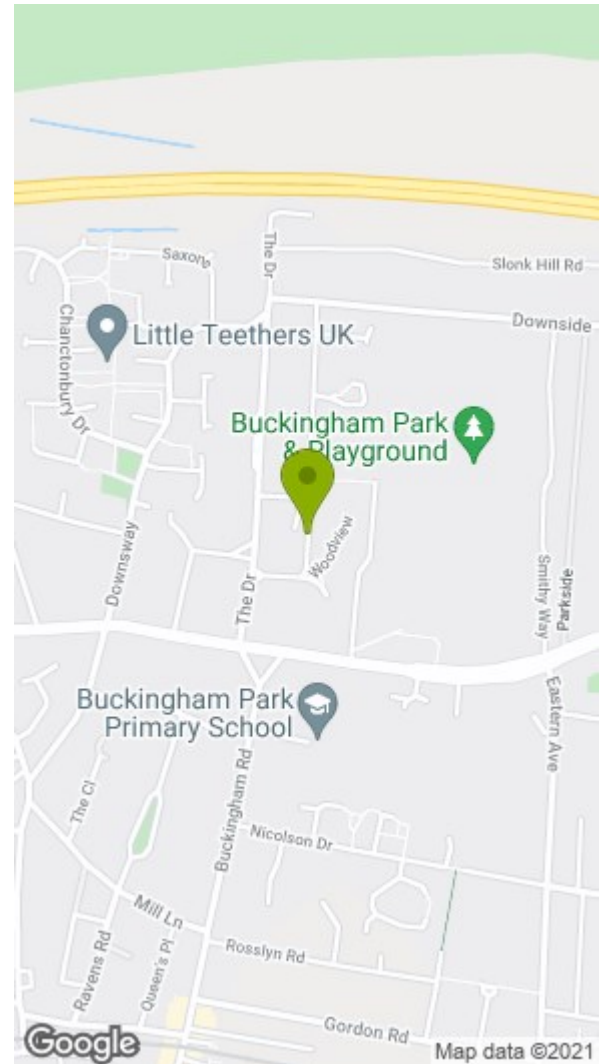 Saxons
The Dr
Slonk Hill Rd
Downside
Little Teethers UK
Chanctonbury Dr
Buckingham Park
& Playground
Woodview
Downsway
The Dr
Smithy Way
Parkside
Buckingham Park
Primary School
Eastern Ave
Buckingham Rd
The Cl
Nicolson Dr
Mill Ln
Ravens Rd
Queen's Pl
Rosslyn Rd
Gordon Rd
Google
Map data ©2021